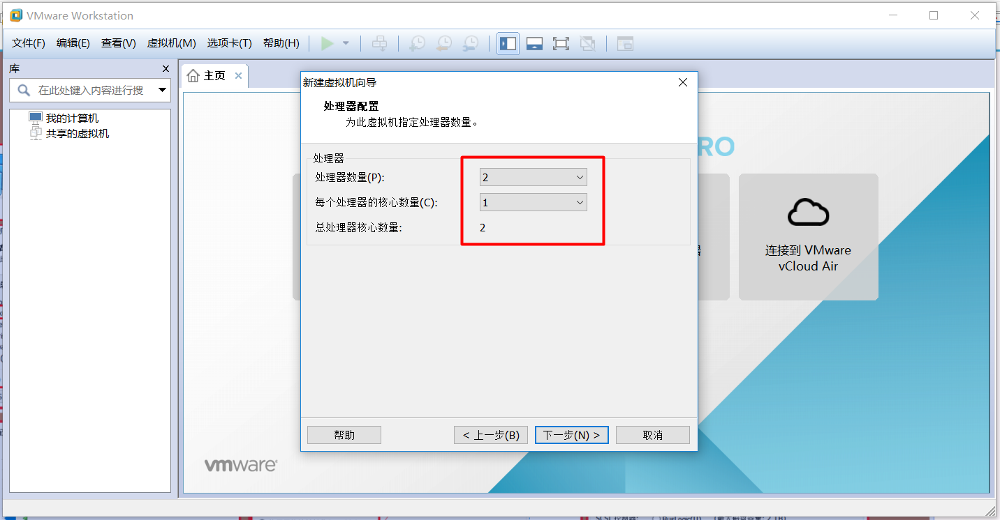 VMware Workstation
文件(F) 编辑(E) 查看(V) 虚拟机(M) 选项卡(T) 帮助(H)
库
在此处键入内容进行搜
我的计算机
共享的虚拟机
主页
新建虚拟机向导
处理器配置
为此虚拟机指定处理器数量。
处理器
处理器数量(P): 2
每个处理器的核心数量(C): 1
总处理器核心数量: 2
帮助 < 上一步(B) 下一步(N) > 取消
RO
器
连接到 VMware
vCloud Air
vmware